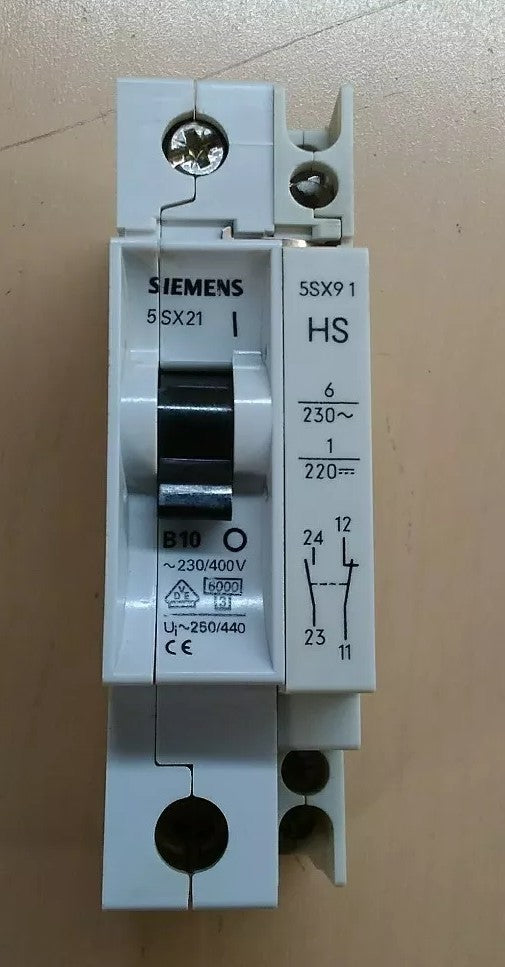 SIEMENS
5SX21 I
B10 O
~230/400V
VDE 6000
3
Ui~250/440
CE
5SX9 1
HS
6
230~
1
220⎓
24 12
23 11